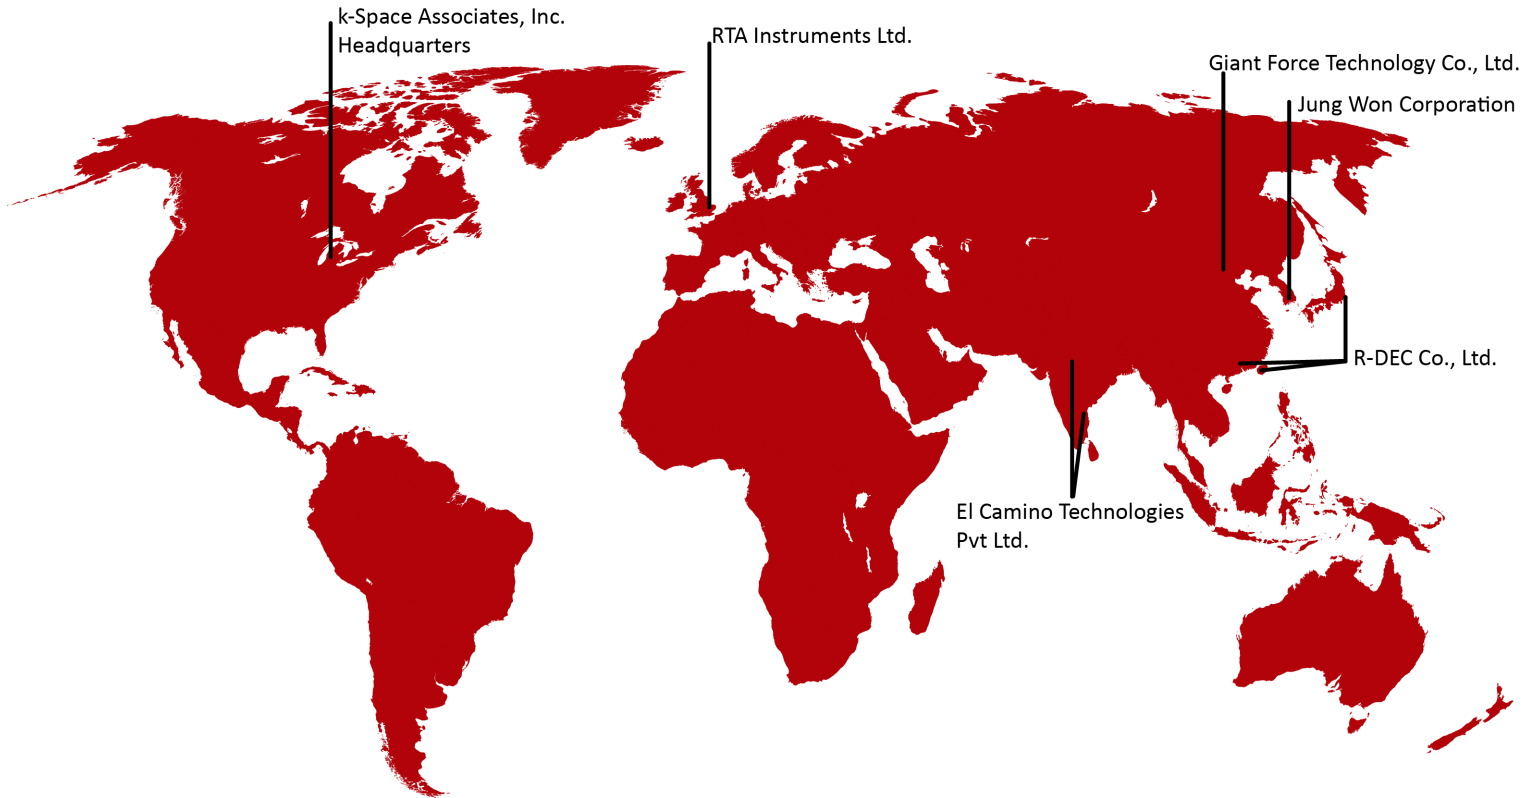 k-Space Associates, Inc.
Headquarters
RTA Instruments Ltd.
Giant Force Technology Co., Ltd.
Jung Won Corporation
R-DEC Co., Ltd.
El Camino Technologies
Pvt Ltd.